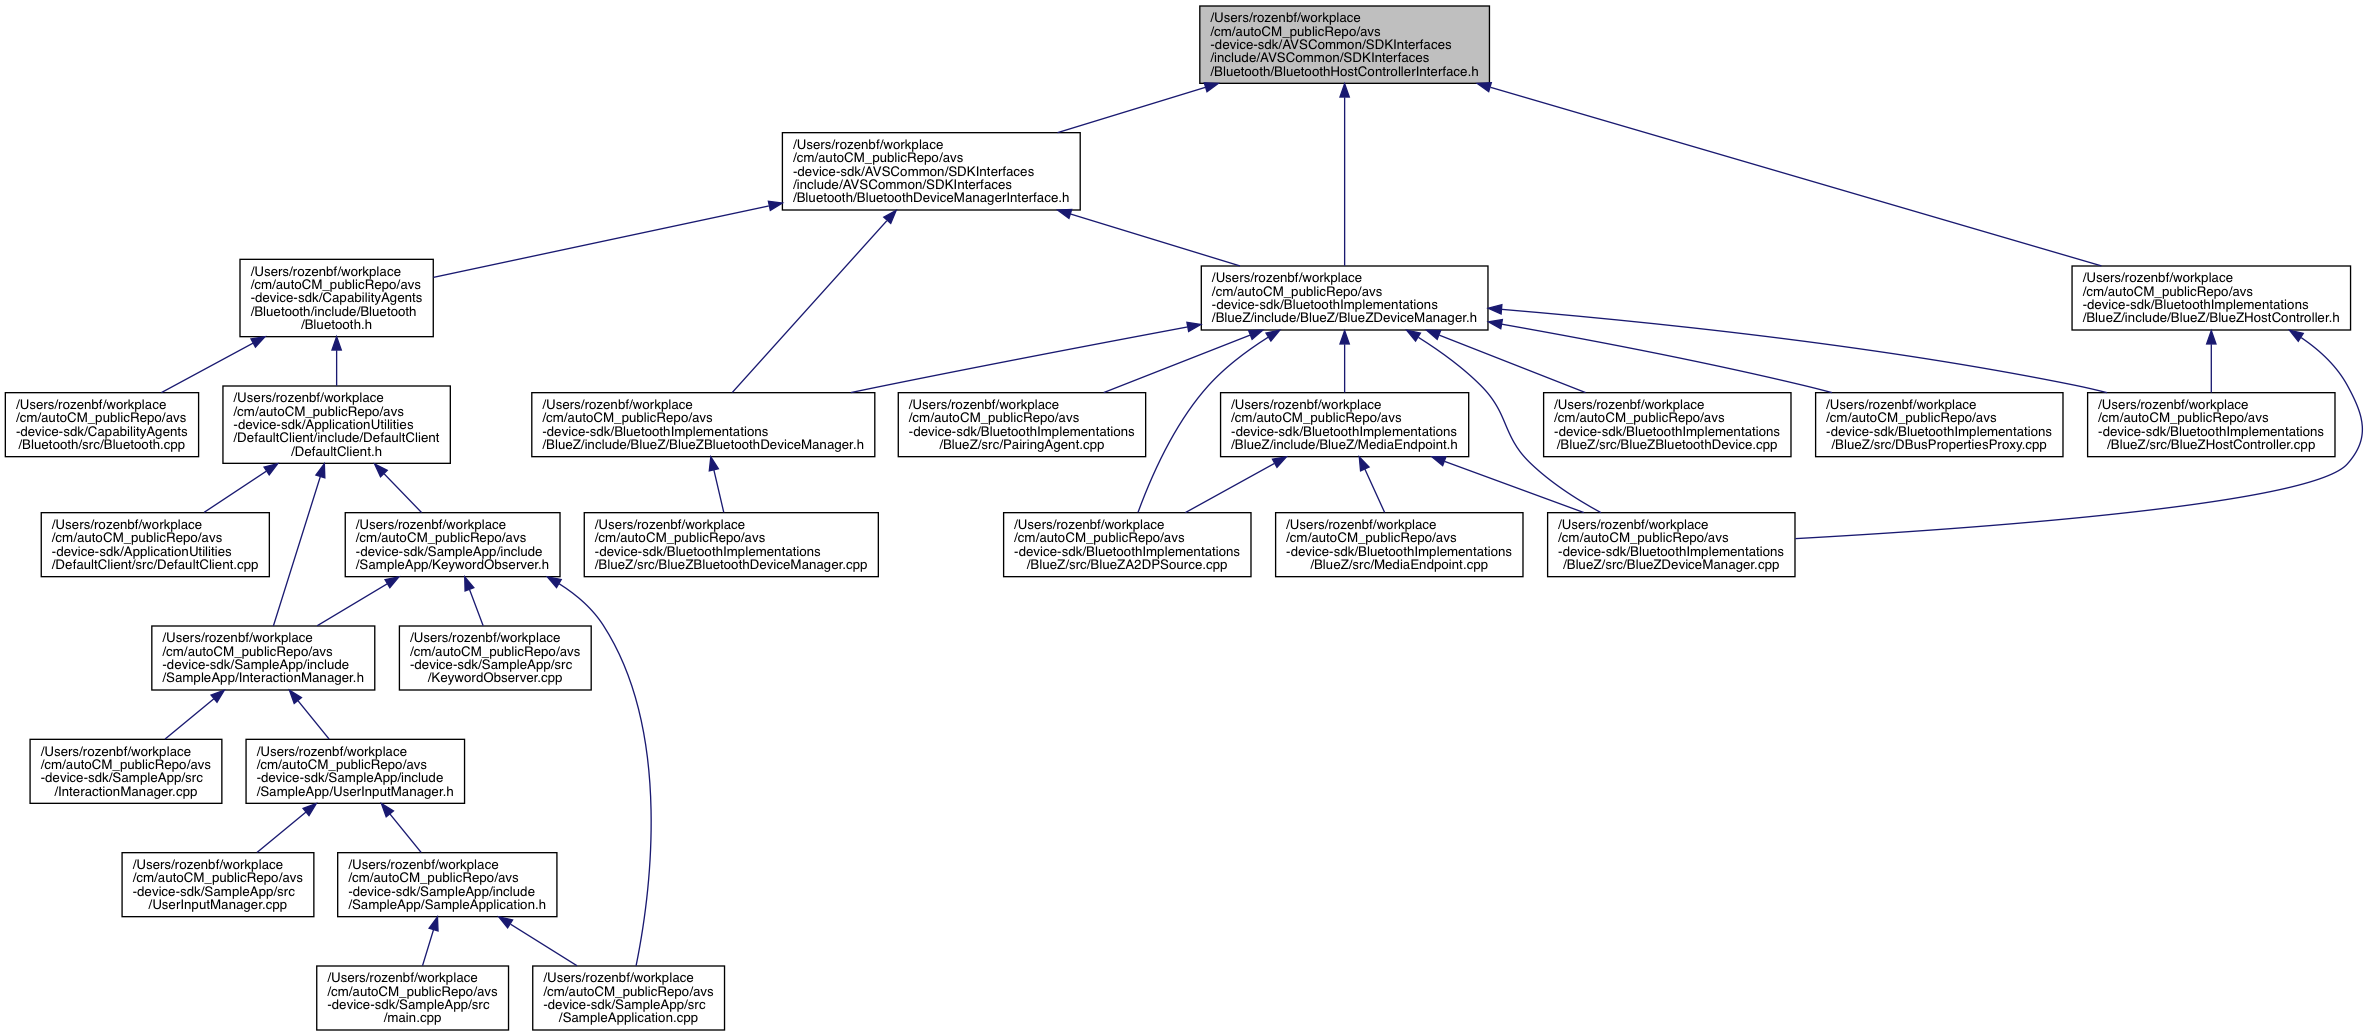 /Users/rozenbf/workplace
/cm/autoCM_publicRepo/avs
-device-sdk/AVSCommon/SDKInterfaces
/include/AVSCommon/SDKInterfaces
/Bluetooth/BluetoothHostControllerInterface.h
/Users/rozenbf/workplace
/cm/autoCM_publicRepo/avs
-device-sdk/AVSCommon/SDKInterfaces
/include/AVSCommon/SDKInterfaces
/Bluetooth/BluetoothDeviceManagerInterface.h
/Users/rozenbf/workplace
/cm/autoCM_publicRepo/avs
-device-sdk/CapabilityAgents
/Bluetooth/include/Bluetooth
/Bluetooth.h
/Users/rozenbf/workplace
/cm/autoCM_publicRepo/avs
-device-sdk/BluetoothImplementations
/BlueZ/include/BlueZ/BlueZDeviceManager.h
/Users/rozenbf/workplace
/cm/autoCM_publicRepo/avs
-device-sdk/BluetoothImplementations
/BlueZ/include/BlueZ/BlueZHostController.h
/Users/rozenbf/workplace
/cm/autoCM_publicRepo/avs
-device-sdk/CapabilityAgents
/Bluetooth/src/Bluetooth.cpp
/Users/rozenbf/workplace
/cm/autoCM_publicRepo/avs
-device-sdk/ApplicationUtilities
/DefaultClient/include/DefaultClient
/DefaultClient.h
/Users/rozenbf/workplace
/cm/autoCM_publicRepo/avs
-device-sdk/BluetoothImplementations
/BlueZ/include/BlueZ/BlueZBluetoothDeviceManager.h
/Users/rozenbf/workplace
/cm/autoCM_publicRepo/avs
-device-sdk/BluetoothImplementations
/BlueZ/src/PairingAgent.cpp
/Users/rozenbf/workplace
/cm/autoCM_publicRepo/avs
-device-sdk/BluetoothImplementations
/BlueZ/include/BlueZ/MediaEndpoint.h
/Users/rozenbf/workplace
/cm/autoCM_publicRepo/avs
-device-sdk/BluetoothImplementations
/BlueZ/src/BlueZBluetoothDevice.cpp
/Users/rozenbf/workplace
/cm/autoCM_publicRepo/avs
-device-sdk/BluetoothImplementations
/BlueZ/src/DBusPropertiesProxy.cpp
/Users/rozenbf/workplace
/cm/autoCM_publicRepo/avs
-device-sdk/BluetoothImplementations
/BlueZ/src/BlueZHostController.cpp
/Users/rozenbf/workplace
/cm/autoCM_publicRepo/avs
-device-sdk/ApplicationUtilities
/DefaultClient/src/DefaultClient.cpp
/Users/rozenbf/workplace
/cm/autoCM_publicRepo/avs
-device-sdk/SampleApp/include
/SampleApp/KeywordObserver.h
/Users/rozenbf/workplace
/cm/autoCM_publicRepo/avs
-device-sdk/BluetoothImplementations
/BlueZ/src/BlueZBluetoothDeviceManager.cpp
/Users/rozenbf/workplace
/cm/autoCM_publicRepo/avs
-device-sdk/BluetoothImplementations
/BlueZ/src/BlueZA2DPSource.cpp
/Users/rozenbf/workplace
/cm/autoCM_publicRepo/avs
-device-sdk/BluetoothImplementations
/BlueZ/src/MediaEndpoint.cpp
/Users/rozenbf/workplace
/cm/autoCM_publicRepo/avs
-device-sdk/BluetoothImplementations
/BlueZ/src/BlueZDeviceManager.cpp
/Users/rozenbf/workplace
/cm/autoCM_publicRepo/avs
-device-sdk/SampleApp/include
/SampleApp/InteractionManager.h
/Users/rozenbf/workplace
/cm/autoCM_publicRepo/avs
-device-sdk/SampleApp/src
/KeywordObserver.cpp
/Users/rozenbf/workplace
/cm/autoCM_publicRepo/avs
-device-sdk/SampleApp/src
/InteractionManager.cpp
/Users/rozenbf/workplace
/cm/autoCM_publicRepo/avs
-device-sdk/SampleApp/include
/SampleApp/UserInputManager.h
/Users/rozenbf/workplace
/cm/autoCM_publicRepo/avs
-device-sdk/SampleApp/src
/UserInputManager.cpp
/Users/rozenbf/workplace
/cm/autoCM_publicRepo/avs
-device-sdk/SampleApp/include
/SampleApp/SampleApplication.h
/Users/rozenbf/workplace
/cm/autoCM_publicRepo/avs
-device-sdk/SampleApp/src
/main.cpp
/Users/rozenbf/workplace
/cm/autoCM_publicRepo/avs
-device-sdk/SampleApp/src
/SampleApplication.cpp